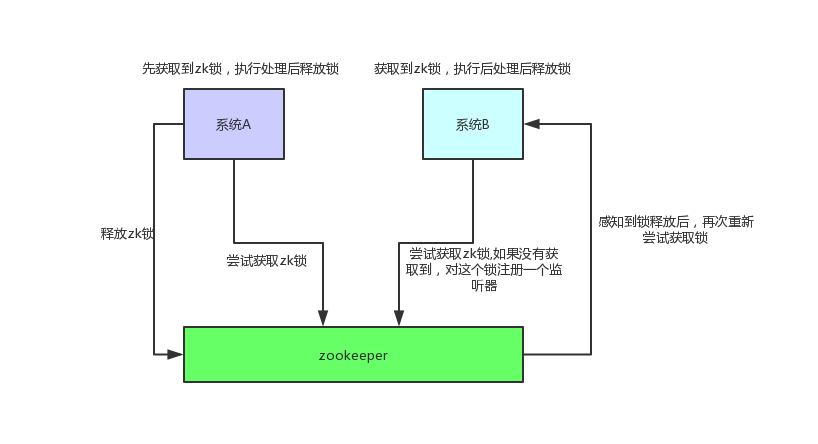 先获取到zk锁，执行处理后释放锁
获取到zk锁，执行后处理后释放锁
系统A
系统B
释放zk锁
尝试获取zk锁
尝试获取zk锁,如果没有获
取到，对这个锁注册一个监
听器
感知到锁释放后，再次重新
尝试获取锁
zookeeper